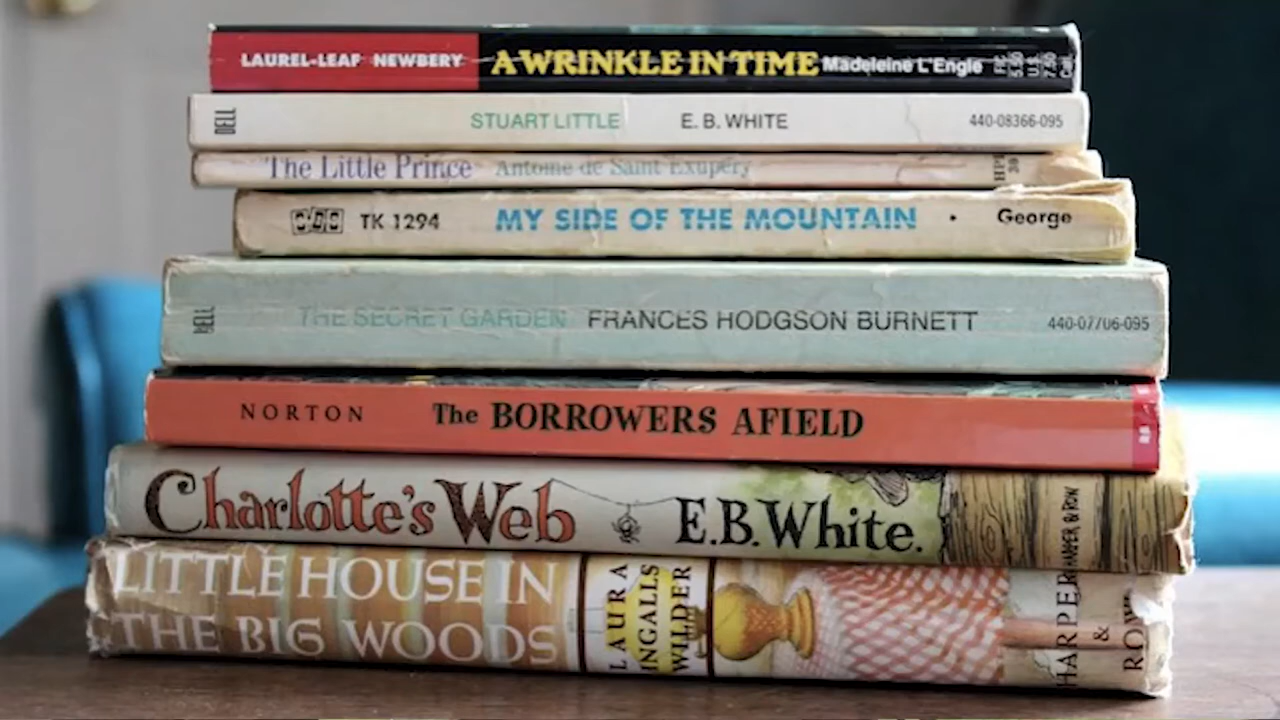 LAUREL-LEAF NEWBERY A WRINKLE IN TIME Madeleine L'Engle
DELL STUART LITTLE E. B. WHITE 440-08366-095
The Little Prince Antoine de Saint Exupéry HPL 30
TK 1294 MY SIDE OF THE MOUNTAIN • George
DELL THE SECRET GARDEN FRANCES HODGSON BURNETT 440-07706-095
NORTON The BORROWERS AFIELD
Charlotte's Web E.B. White. HARPER & ROW
LITTLE HOUSE IN
THE BIG WOODS
LAURA
INGALLS
WILDER
HARPER
&
ROW